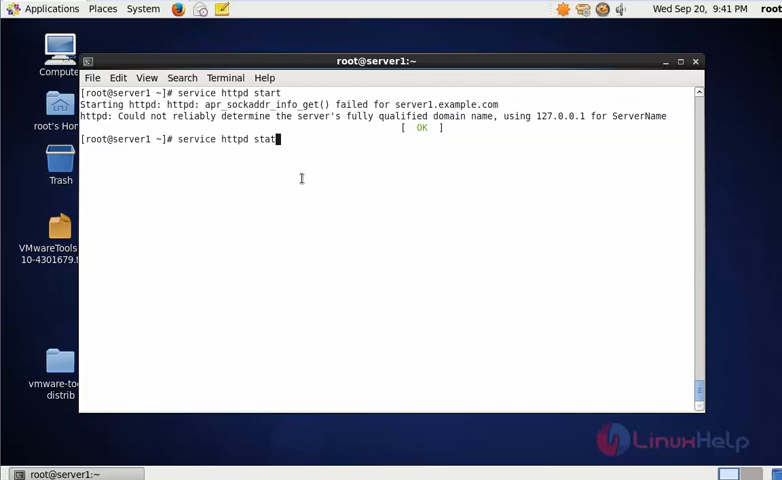 Applications Places System Wed Sep 20, 9:41 PM root
root@server1:~
Compute
File Edit View Search Terminal Help
[root@server1 ~]# service httpd start
Starting httpd: httpd: apr_sockaddr_info_get() failed for server1.example.com
httpd: Could not reliably determine the server's fully qualified domain name, using 127.0.0.1 for ServerName
[ OK ]
[root@server1 ~]# service httpd stat
root's Hom
Trash
VMwareTools
10-4301679.t
vmware-to
distrib
LinuxHelp
root@server1:~